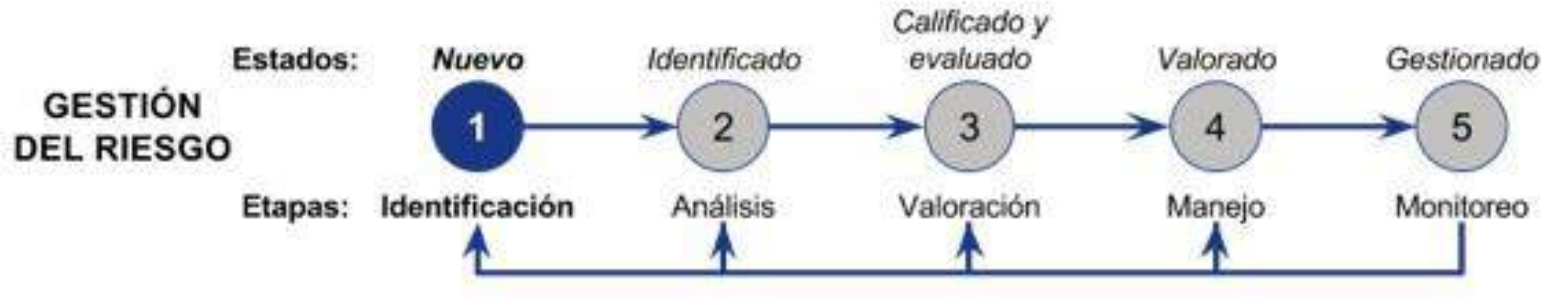 GESTIÓN
DEL RIESGO
Estados:
Nuevo
Identificado
Calificado y
evaluado
Valorado
Gestionado
1
2
3
4
5
Etapas:
Identificación
Análisis
Valoración
Manejo
Monitoreo